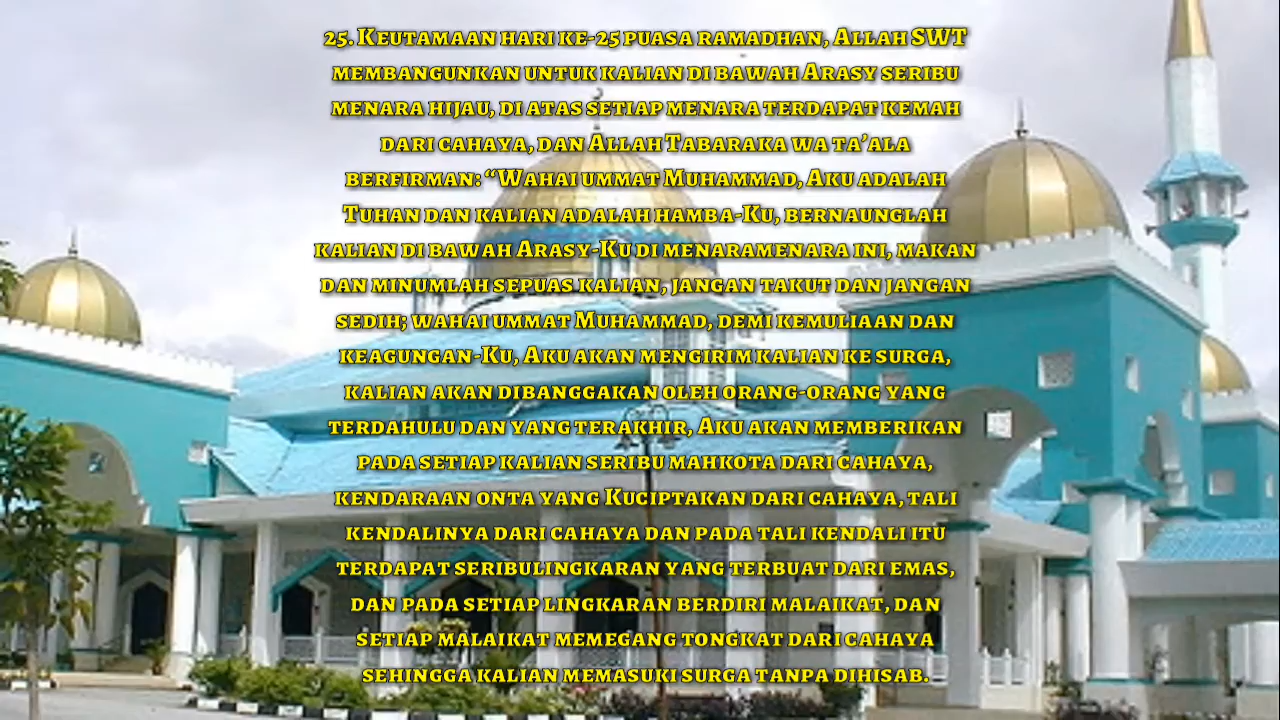 25. Keutamaan hari ke-25 puasa ramadhan, Allah SWT
membangunkan untuk kalian di bawah Arasy seribu
menara hijau, di atas setiap menara terdapat kemah
dari cahaya, dan Allah Tabaraka wa ta’ala
berfirman: “Wahai ummat Muhammad, Aku adalah
Tuhan dan kalian adalah hamba-Ku, bernaunglah
kalian di bawah Arasy-Ku di menaramenara ini, makan
dan minumlah sepuas kalian, jangan takut dan jangan
sedih; wahai ummat Muhammad, demi kemuliaan dan
keagungan-Ku, Aku akan mengirim kalian ke surga,
kalian akan dibanggakan oleh orang-orang yang
terdahulu dan yang terakhir, Aku akan memberikan
pada setiap kalian seribu mahkota dari cahaya,
kendaraan onta yang Kuciptakan dari cahaya, tali
kendalinya dari cahaya dan pada tali kendali itu
terdapat seribu lingkaran yang terbuat dari emas,
dan pada setiap lingkaran berdiri malaikat, dan
setiap malaikat memegang tongkat dari cahaya
sehingga kalian memasuki surga tanpa dihisab.